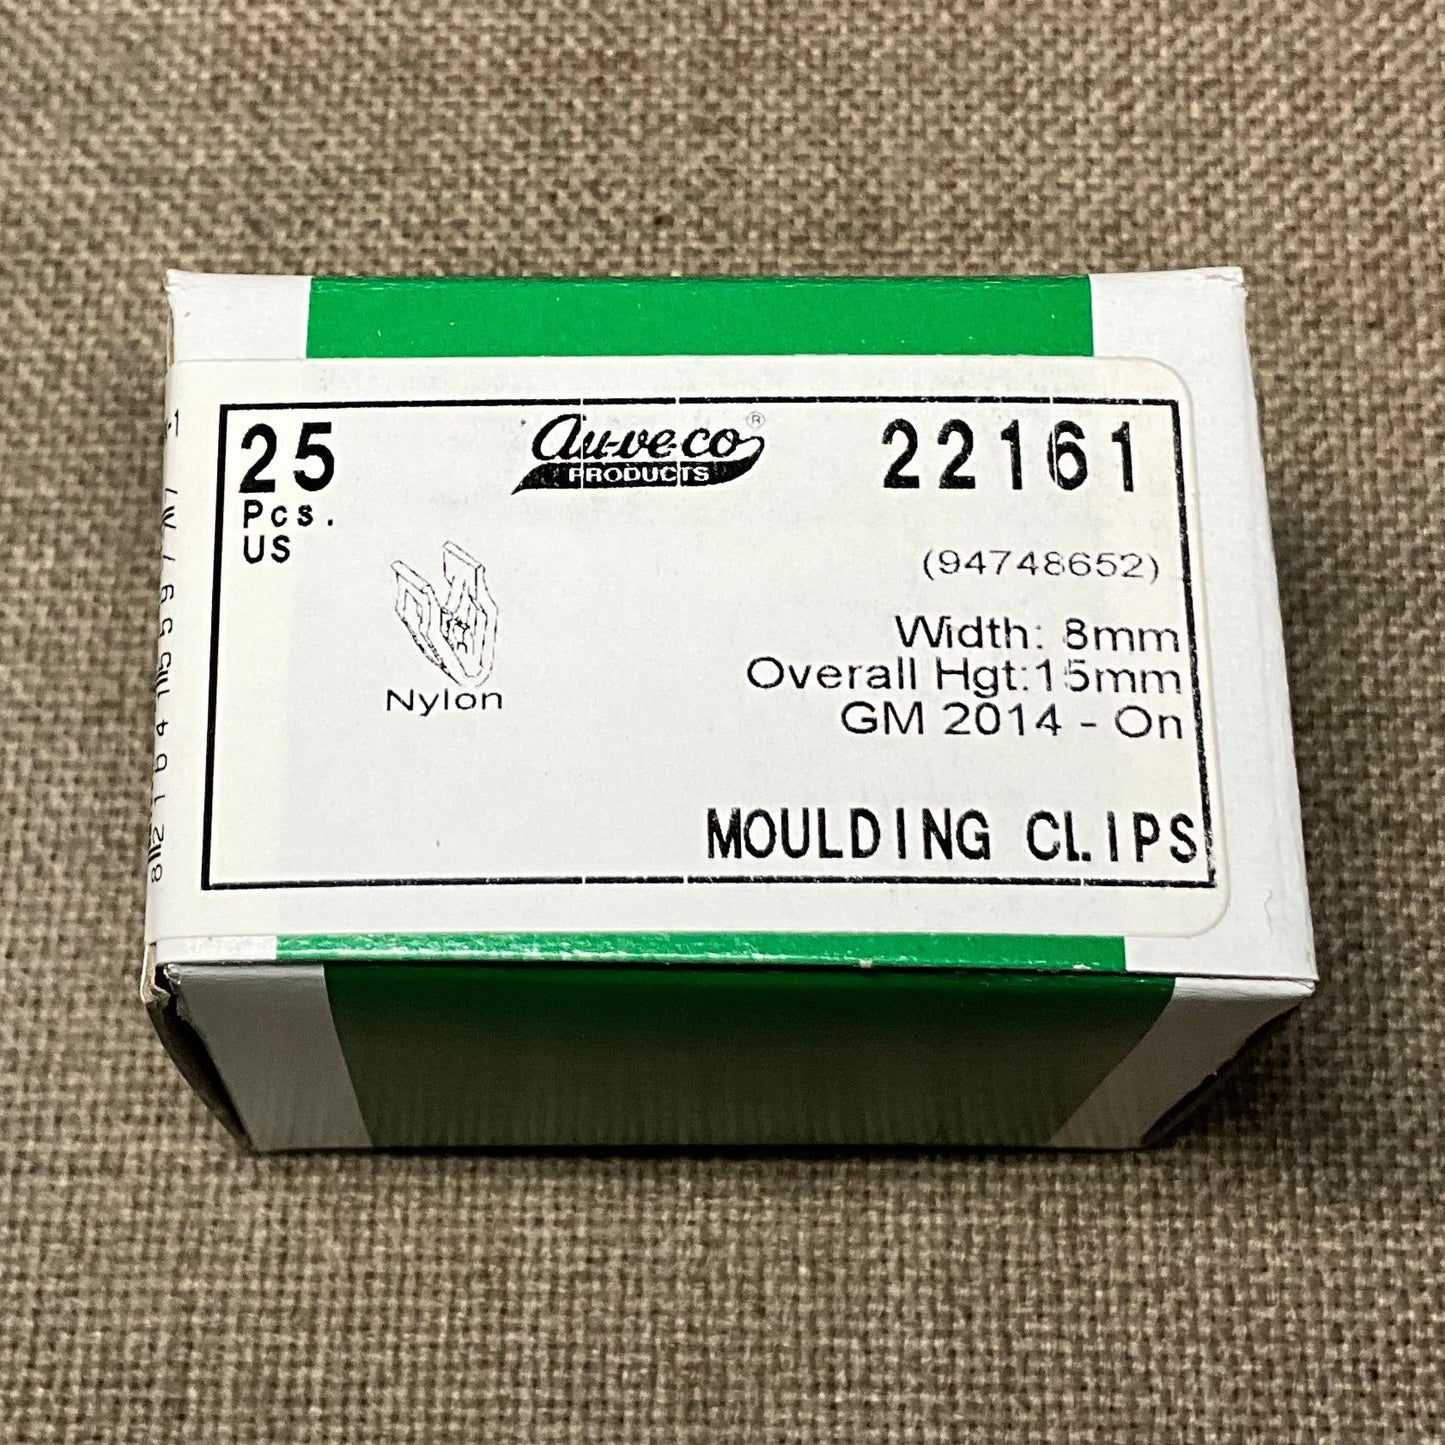 25
Pcs.
US
au-ve-co®
PRODUCTS
22161
(94748652)
Width: 8mm
Overall Hgt:15mm
GM 2014 - On
Nylon
MOULDING CLIPS